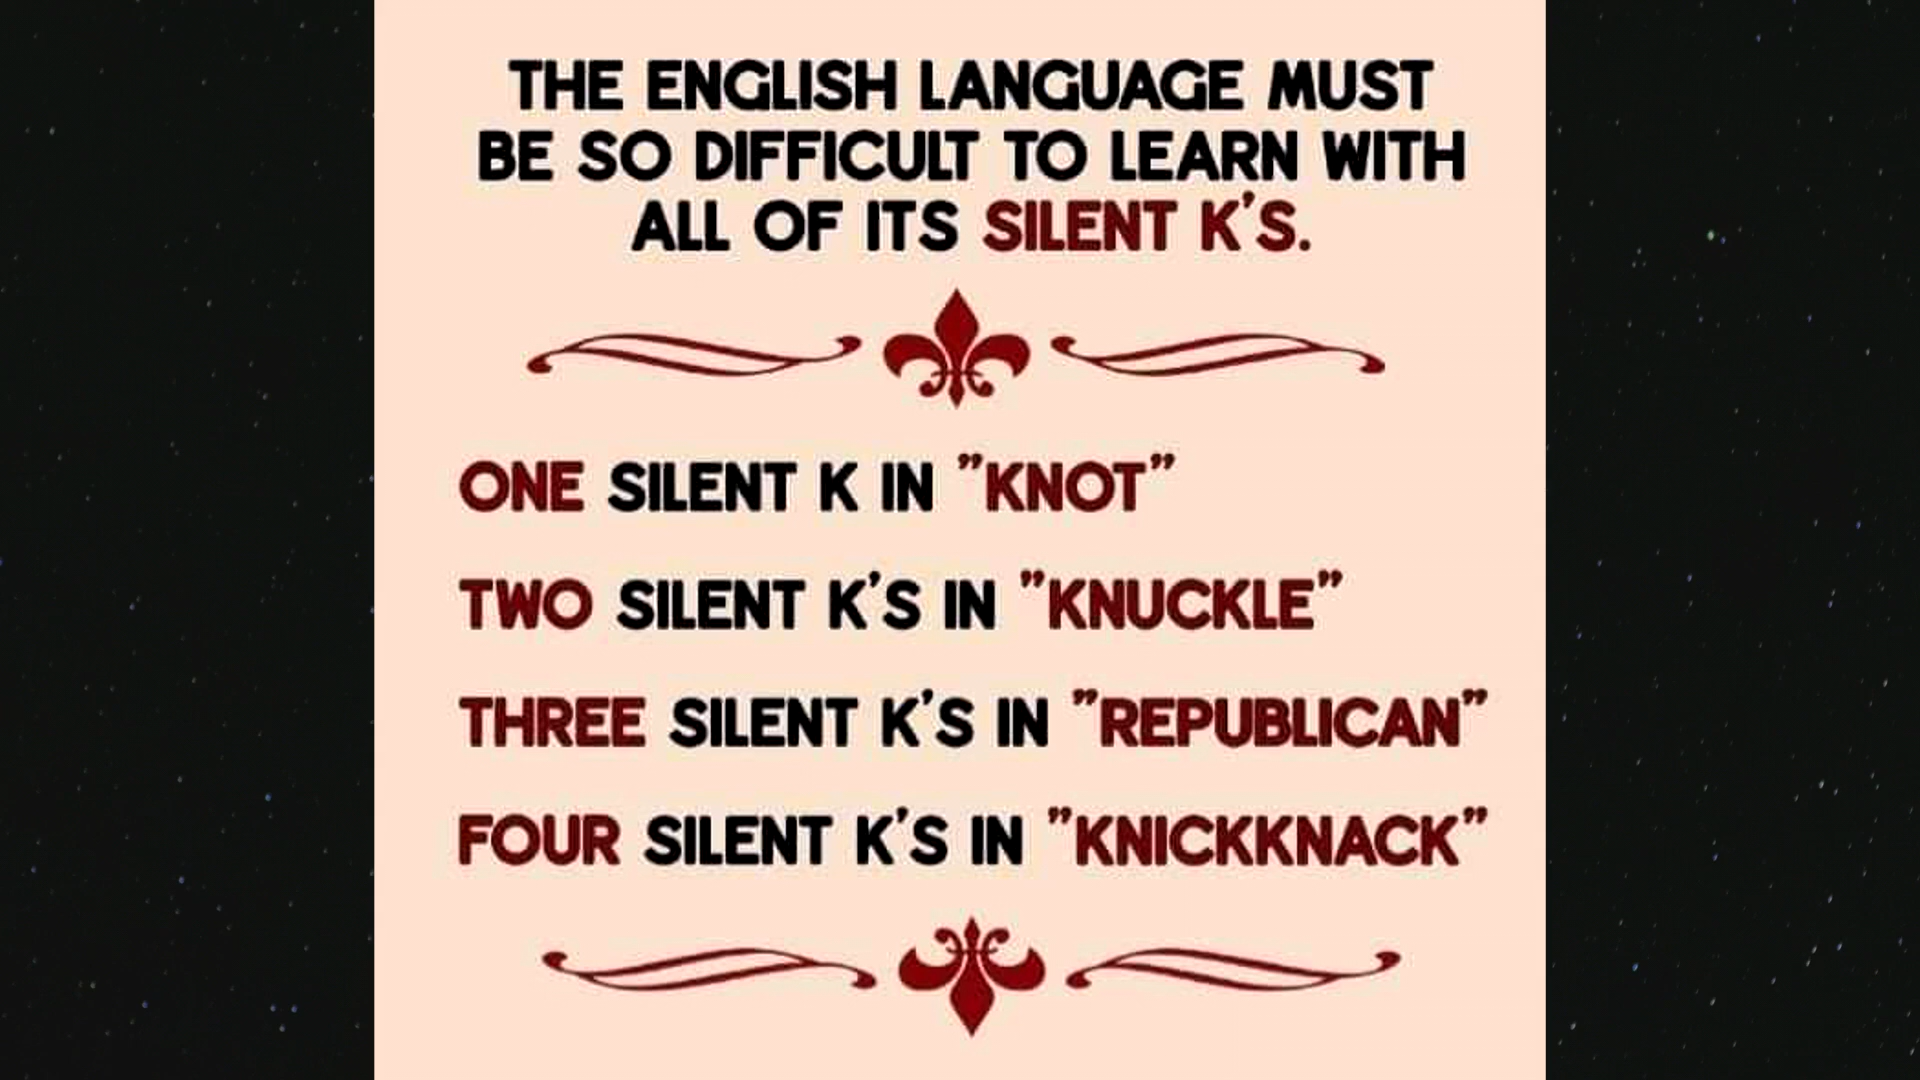 THE ENGLISH LANGUAGE MUST
BE SO DIFFICULT TO LEARN WITH
ALL OF ITS SILENT K'S.
ONE SILENT K IN ”KNOT”
TWO SILENT K'S IN ”KNUCKLE”
THREE SILENT K'S IN ”REPUBLICAN”
FOUR SILENT K'S IN ”KNICKKNACK”